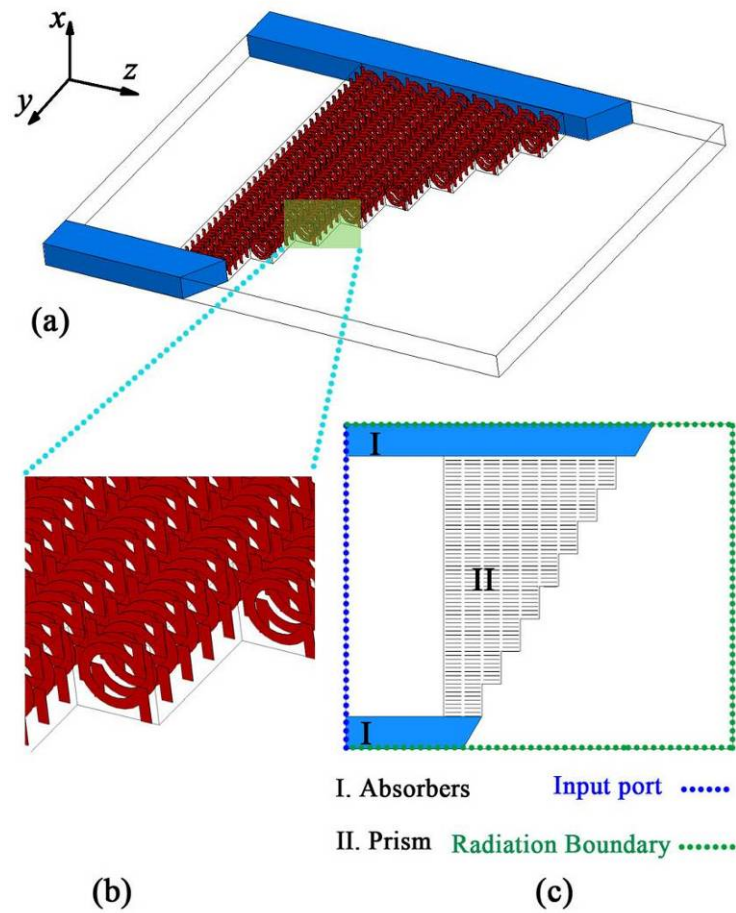 x
z
y
(a)
I
II
I
I. Absorbers Input port
II. Prism Radiation Boundary
(b) (c)